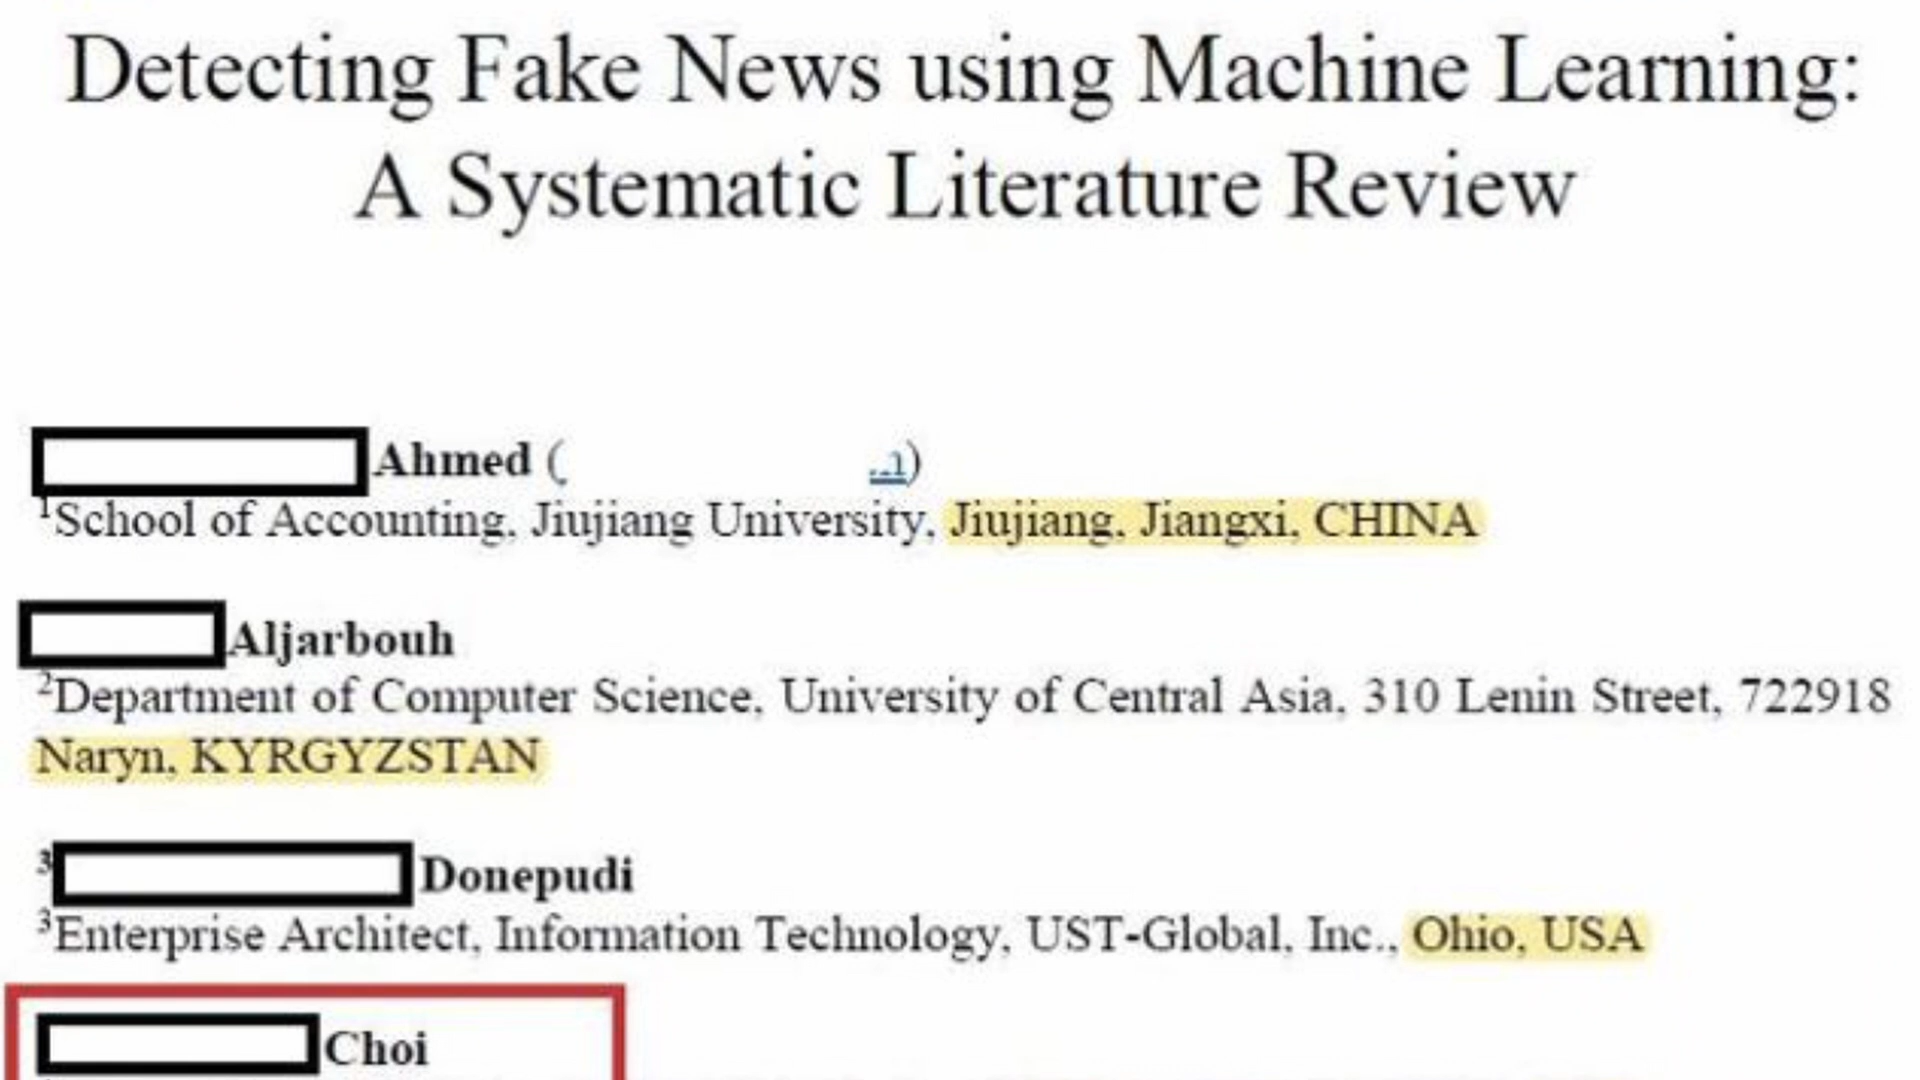 Detecting Fake News using Machine Learning:
A Systematic Literature Review
Ahmed ( )
¹School of Accounting, Jiujiang University, Jiujiang, Jiangxi, CHINA
Aljarbouh
²Department of Computer Science, University of Central Asia, 310 Lenin Street, 722918
Naryn, KYRGYZSTAN
³ Donepudi
³Enterprise Architect, Information Technology, UST-Global, Inc., Ohio, USA
Choi